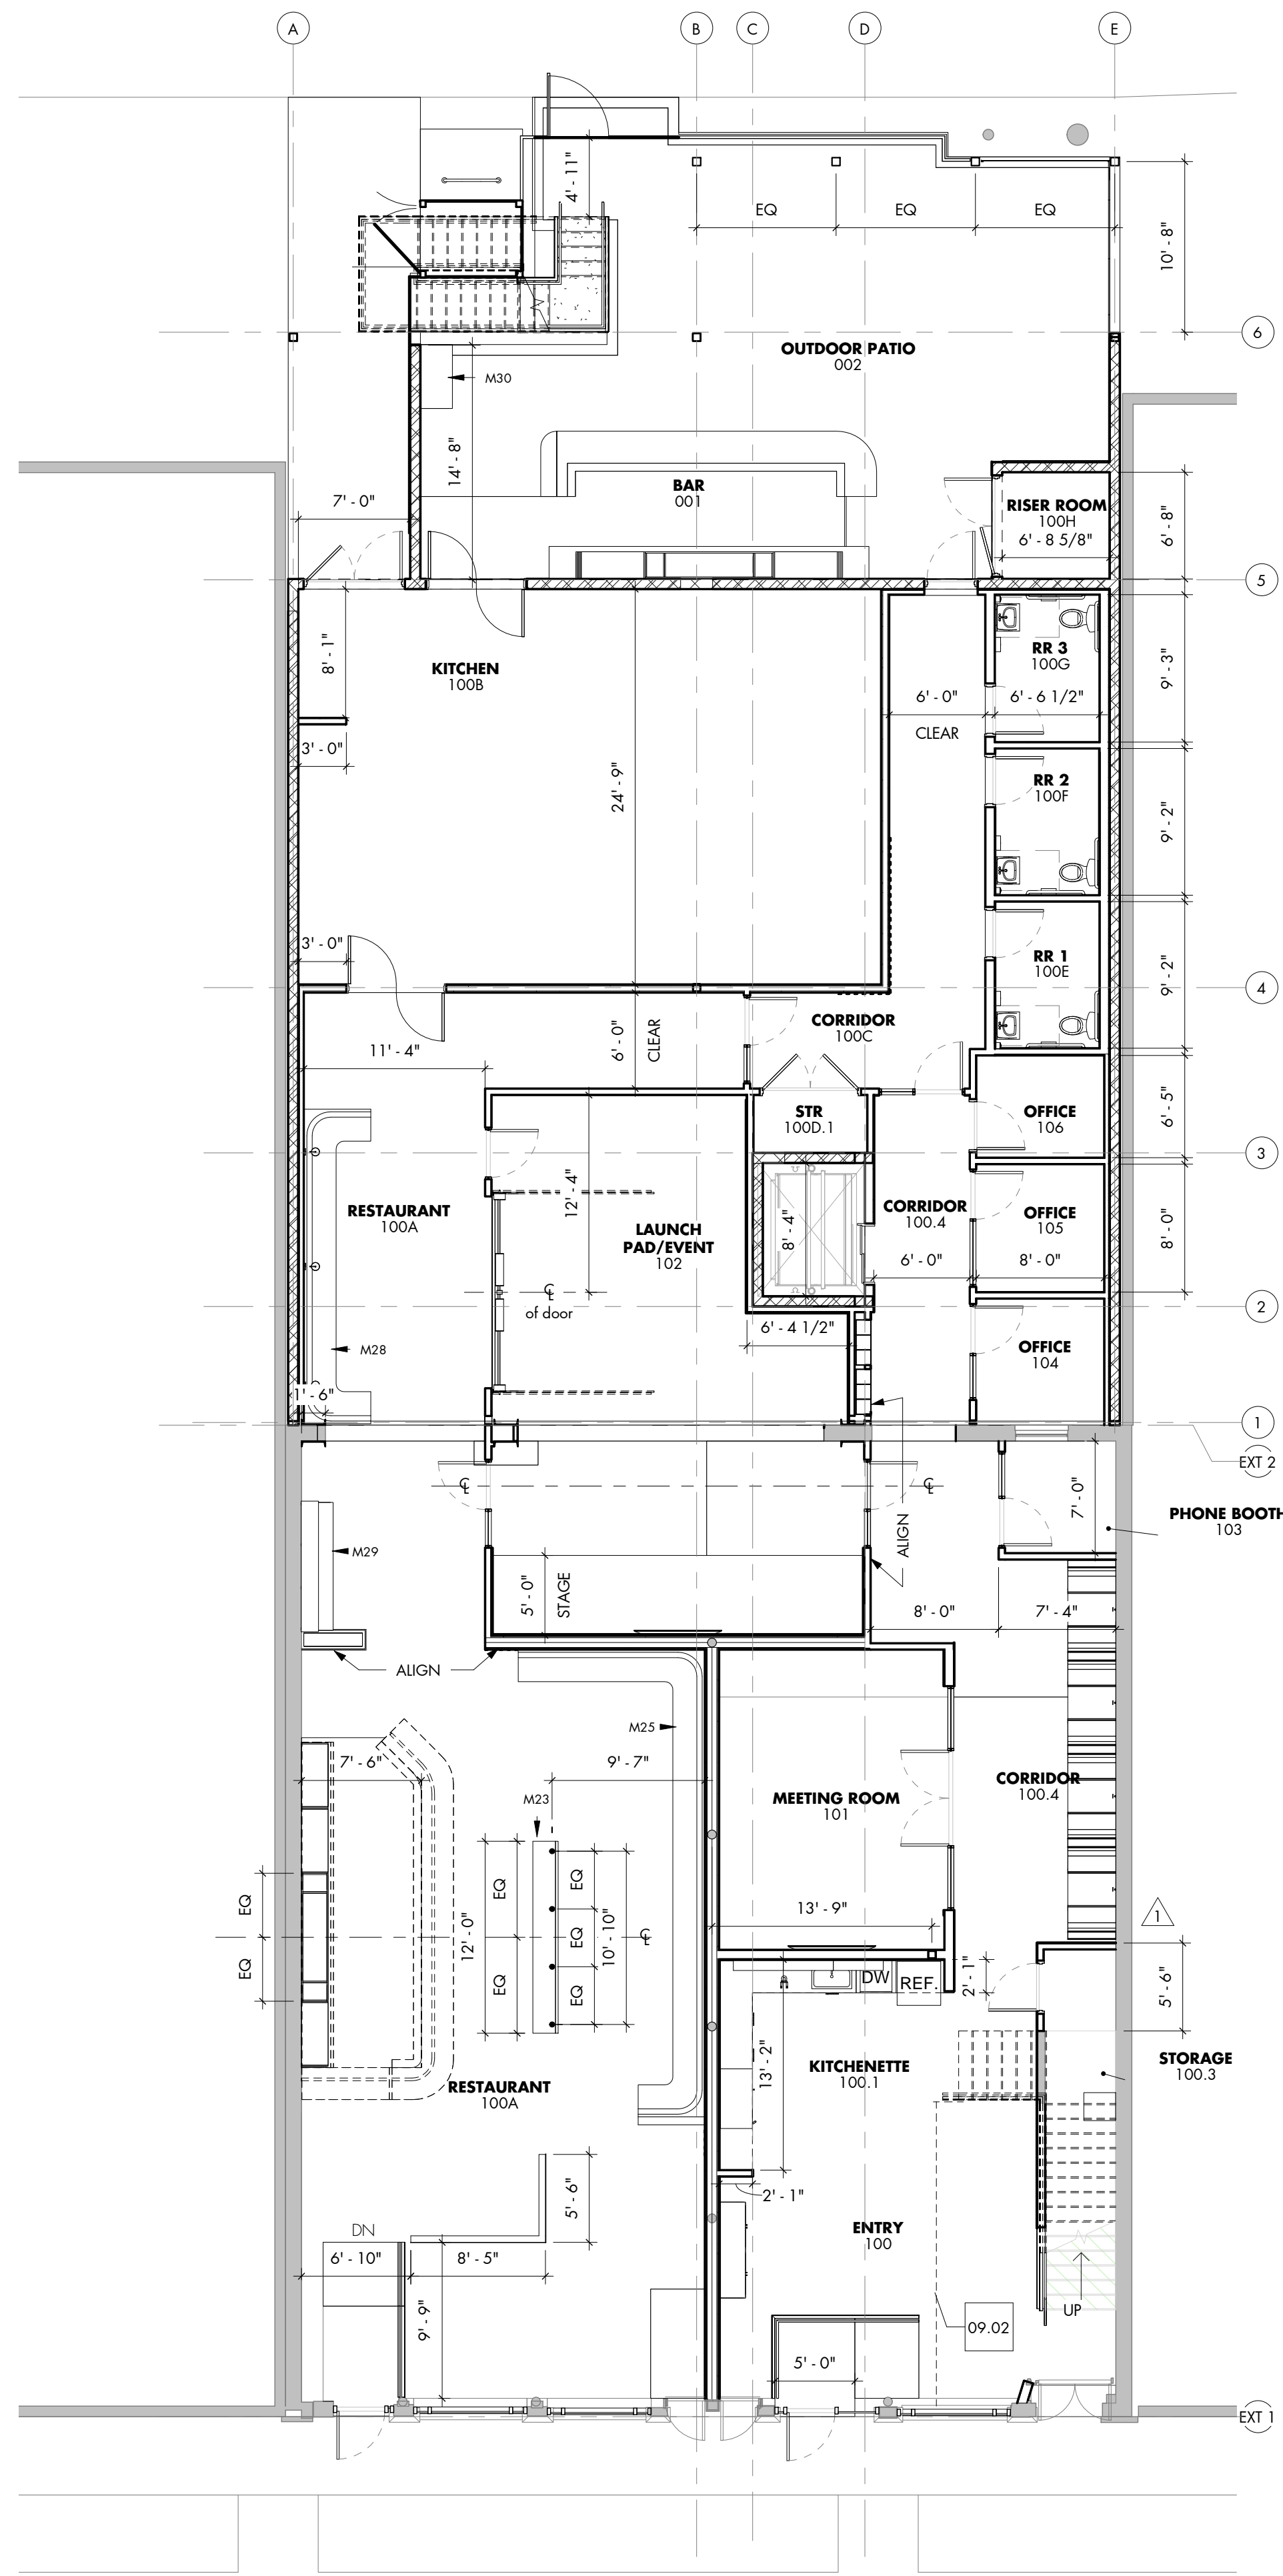 A
B
C
D
E
4' - 11"
EQ
EQ
EQ
10' - 8"
6
OUTDOOR PATIO
002
M30
14' - 8"
BAR
001
7' - 0"
RISER ROOM
100H
6' - 8 5/8"
6' - 8"
5
8' - 1"
KITCHEN
100B
RR 3
100G
6' - 0"
6' - 6 1/2"
CLEAR
9' - 3"
3' - 0"
24' - 9"
RR 2
100F
9' - 2"
3' - 0"
RR 1
100E
9' - 2"
4
CORRIDOR
100C
11' - 4"
6' - 0"
CLEAR
STR
100D.1
OFFICE
106
6' - 5"
3
12' - 4"
RESTAURANT
100A
LAUNCH
PAD/EVENT
102
8' - 4"
CORRIDOR
100.4
6' - 0"
OFFICE
105
8' - 0"
8' - 0"
CL
of door
2
6' - 4 1/2"
M28
OFFICE
104
1' - 6"
1
EXT 2
CL
CL
7' - 0"
PHONE BOOTH
103
M29
ALIGN
5' - 0"
STAGE
8' - 0"
7' - 4"
ALIGN
M25
7' - 6"
9' - 7"
M23
MEETING ROOM
101
CORRIDOR
100.4
EQ
EQ
12' - 0"
EQ
EQ
EQ
EQ
EQ
10' - 10"
CL
13' - 9"
1
DW
REF.
2' - 1"
5' - 6"
13' - 2"
KITCHENETTE
100.1
STORAGE
100.3
RESTAURANT
100A
5' - 6"
2' - 1"
DN
6' - 10"
8' - 5"
ENTRY
100
UP
9' - 9"
09.02
5' - 0"
EXT 1